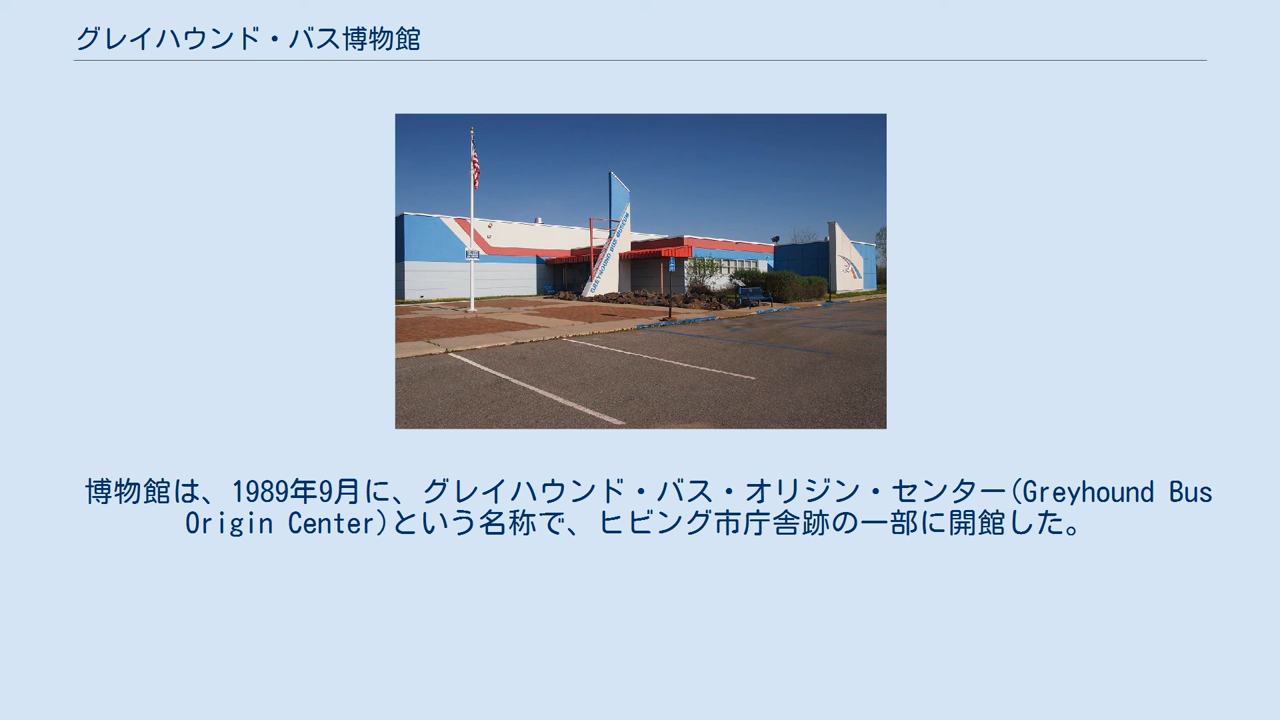 グレイハウンド・バス博物館
GREYHOUND BUS MUSEUM
博物館は、1989年9月に、グレイハウンド・バス・オリジン・センター(Greyhound Bus
Origin Center)という名称で、ヒビング市庁舎跡の一部に開館した。